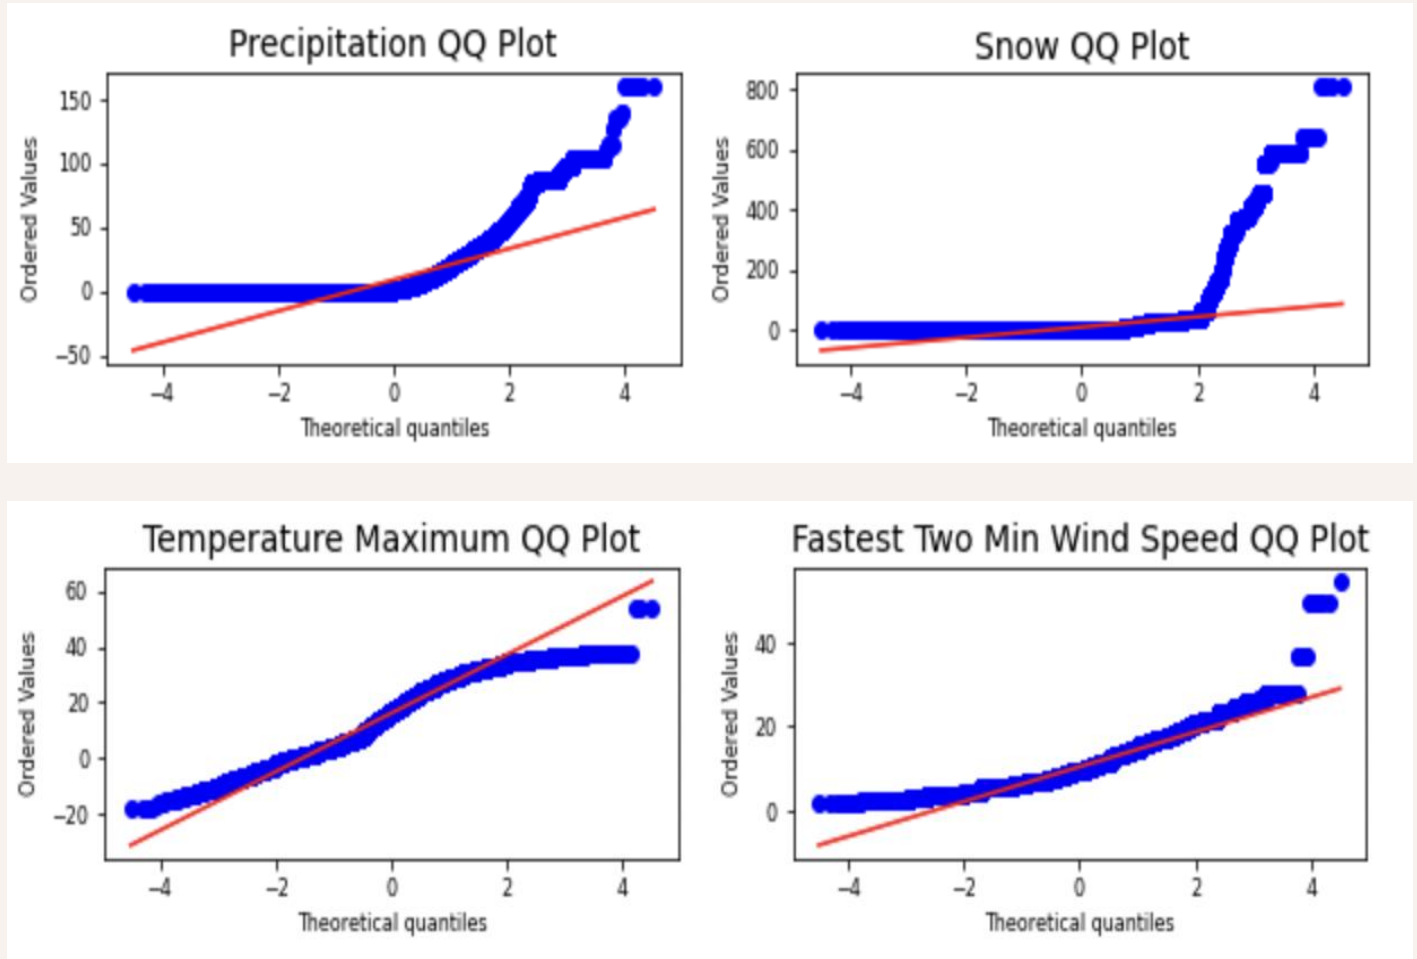 Precipitation QQ Plot
Ordered Values
150
100
50
0
−50
−4 −2 0 2 4
Theoretical quantiles
Snow QQ Plot
Ordered Values
800
600
400
200
0
−4 −2 0 2 4
Theoretical quantiles
Temperature Maximum QQ Plot
Ordered Values
60
40
20
0
−20
−4 −2 0 2 4
Theoretical quantiles
Fastest Two Min Wind Speed QQ Plot
Ordered Values
40
20
0
−4 −2 0 2 4
Theoretical quantiles